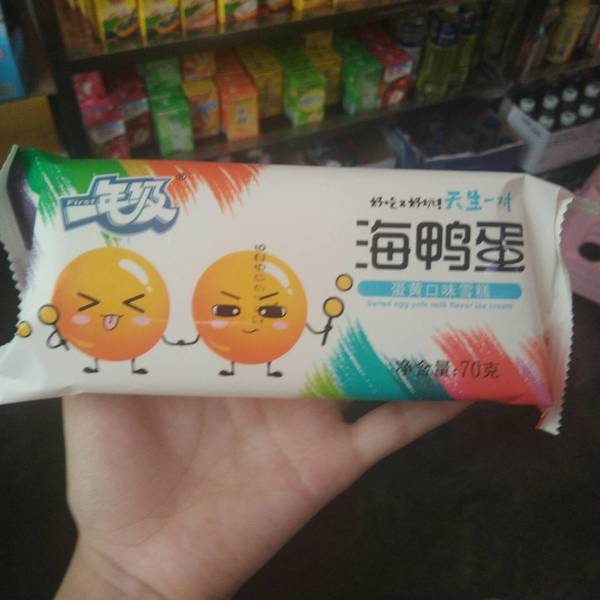 一年级
First
®
好吃又好玩!天生一对
海鸭蛋
蛋黄口味雪糕
Salted egg yolk milk flavor ice cream
净含量:70克
90626